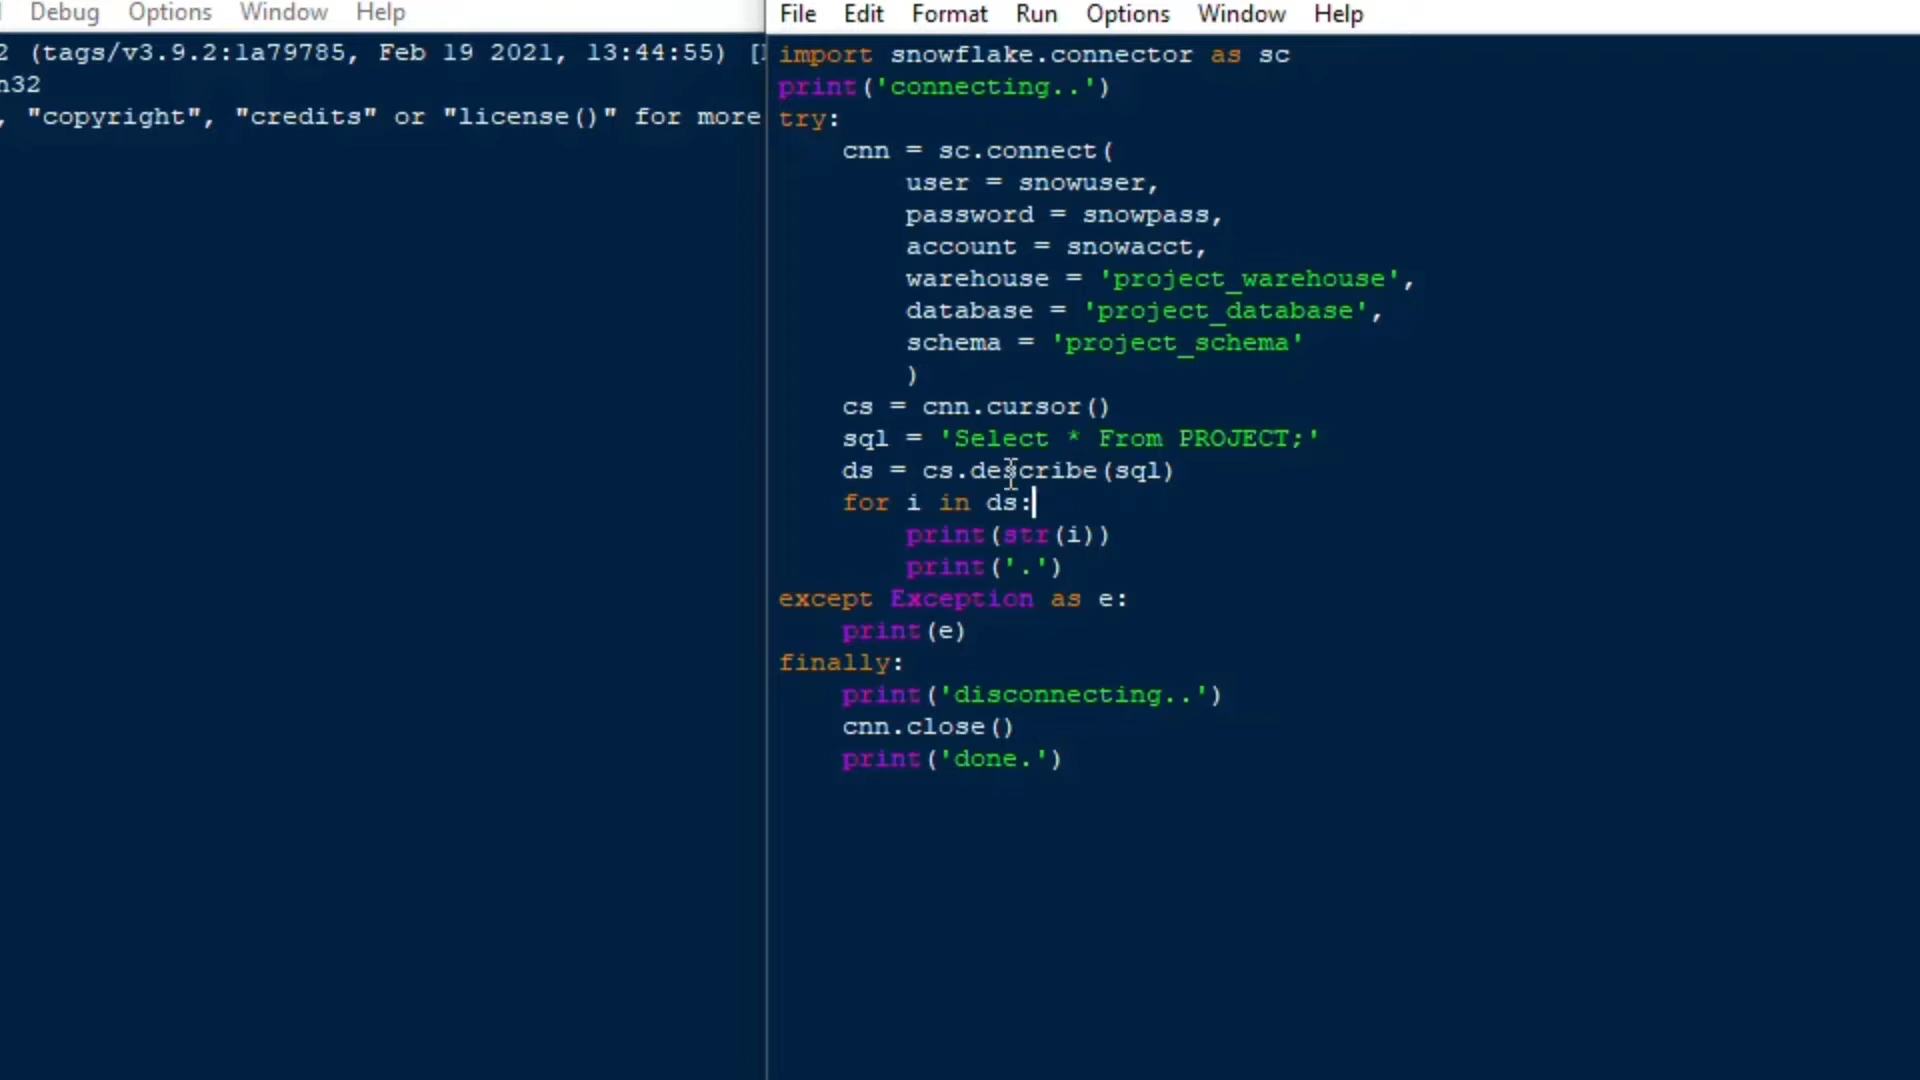 Debug Options Window Help
2 (tags/v3.9.2:1a79785, Feb 19 2021, 13:44:55) [
n32
, "copyright", "credits" or "license()" for more
File Edit Format Run Options Window Help
import snowflake.connector as sc
print('connecting..')
try:
    cnn = sc.connect(
        user = snowuser,
        password = snowpass,
        account = snowacct,
        warehouse = 'project_warehouse',
        database = 'project_database',
        schema = 'project_schema'
        )
    cs = cnn.cursor()
    sql = 'Select * From PROJECT;'
    ds = cs.describe(sql)
    for i in ds:
        print(str(i))
        print('.')
except Exception as e:
    print(e)
finally:
    print('disconnecting..')
    cnn.close()
    print('done.')